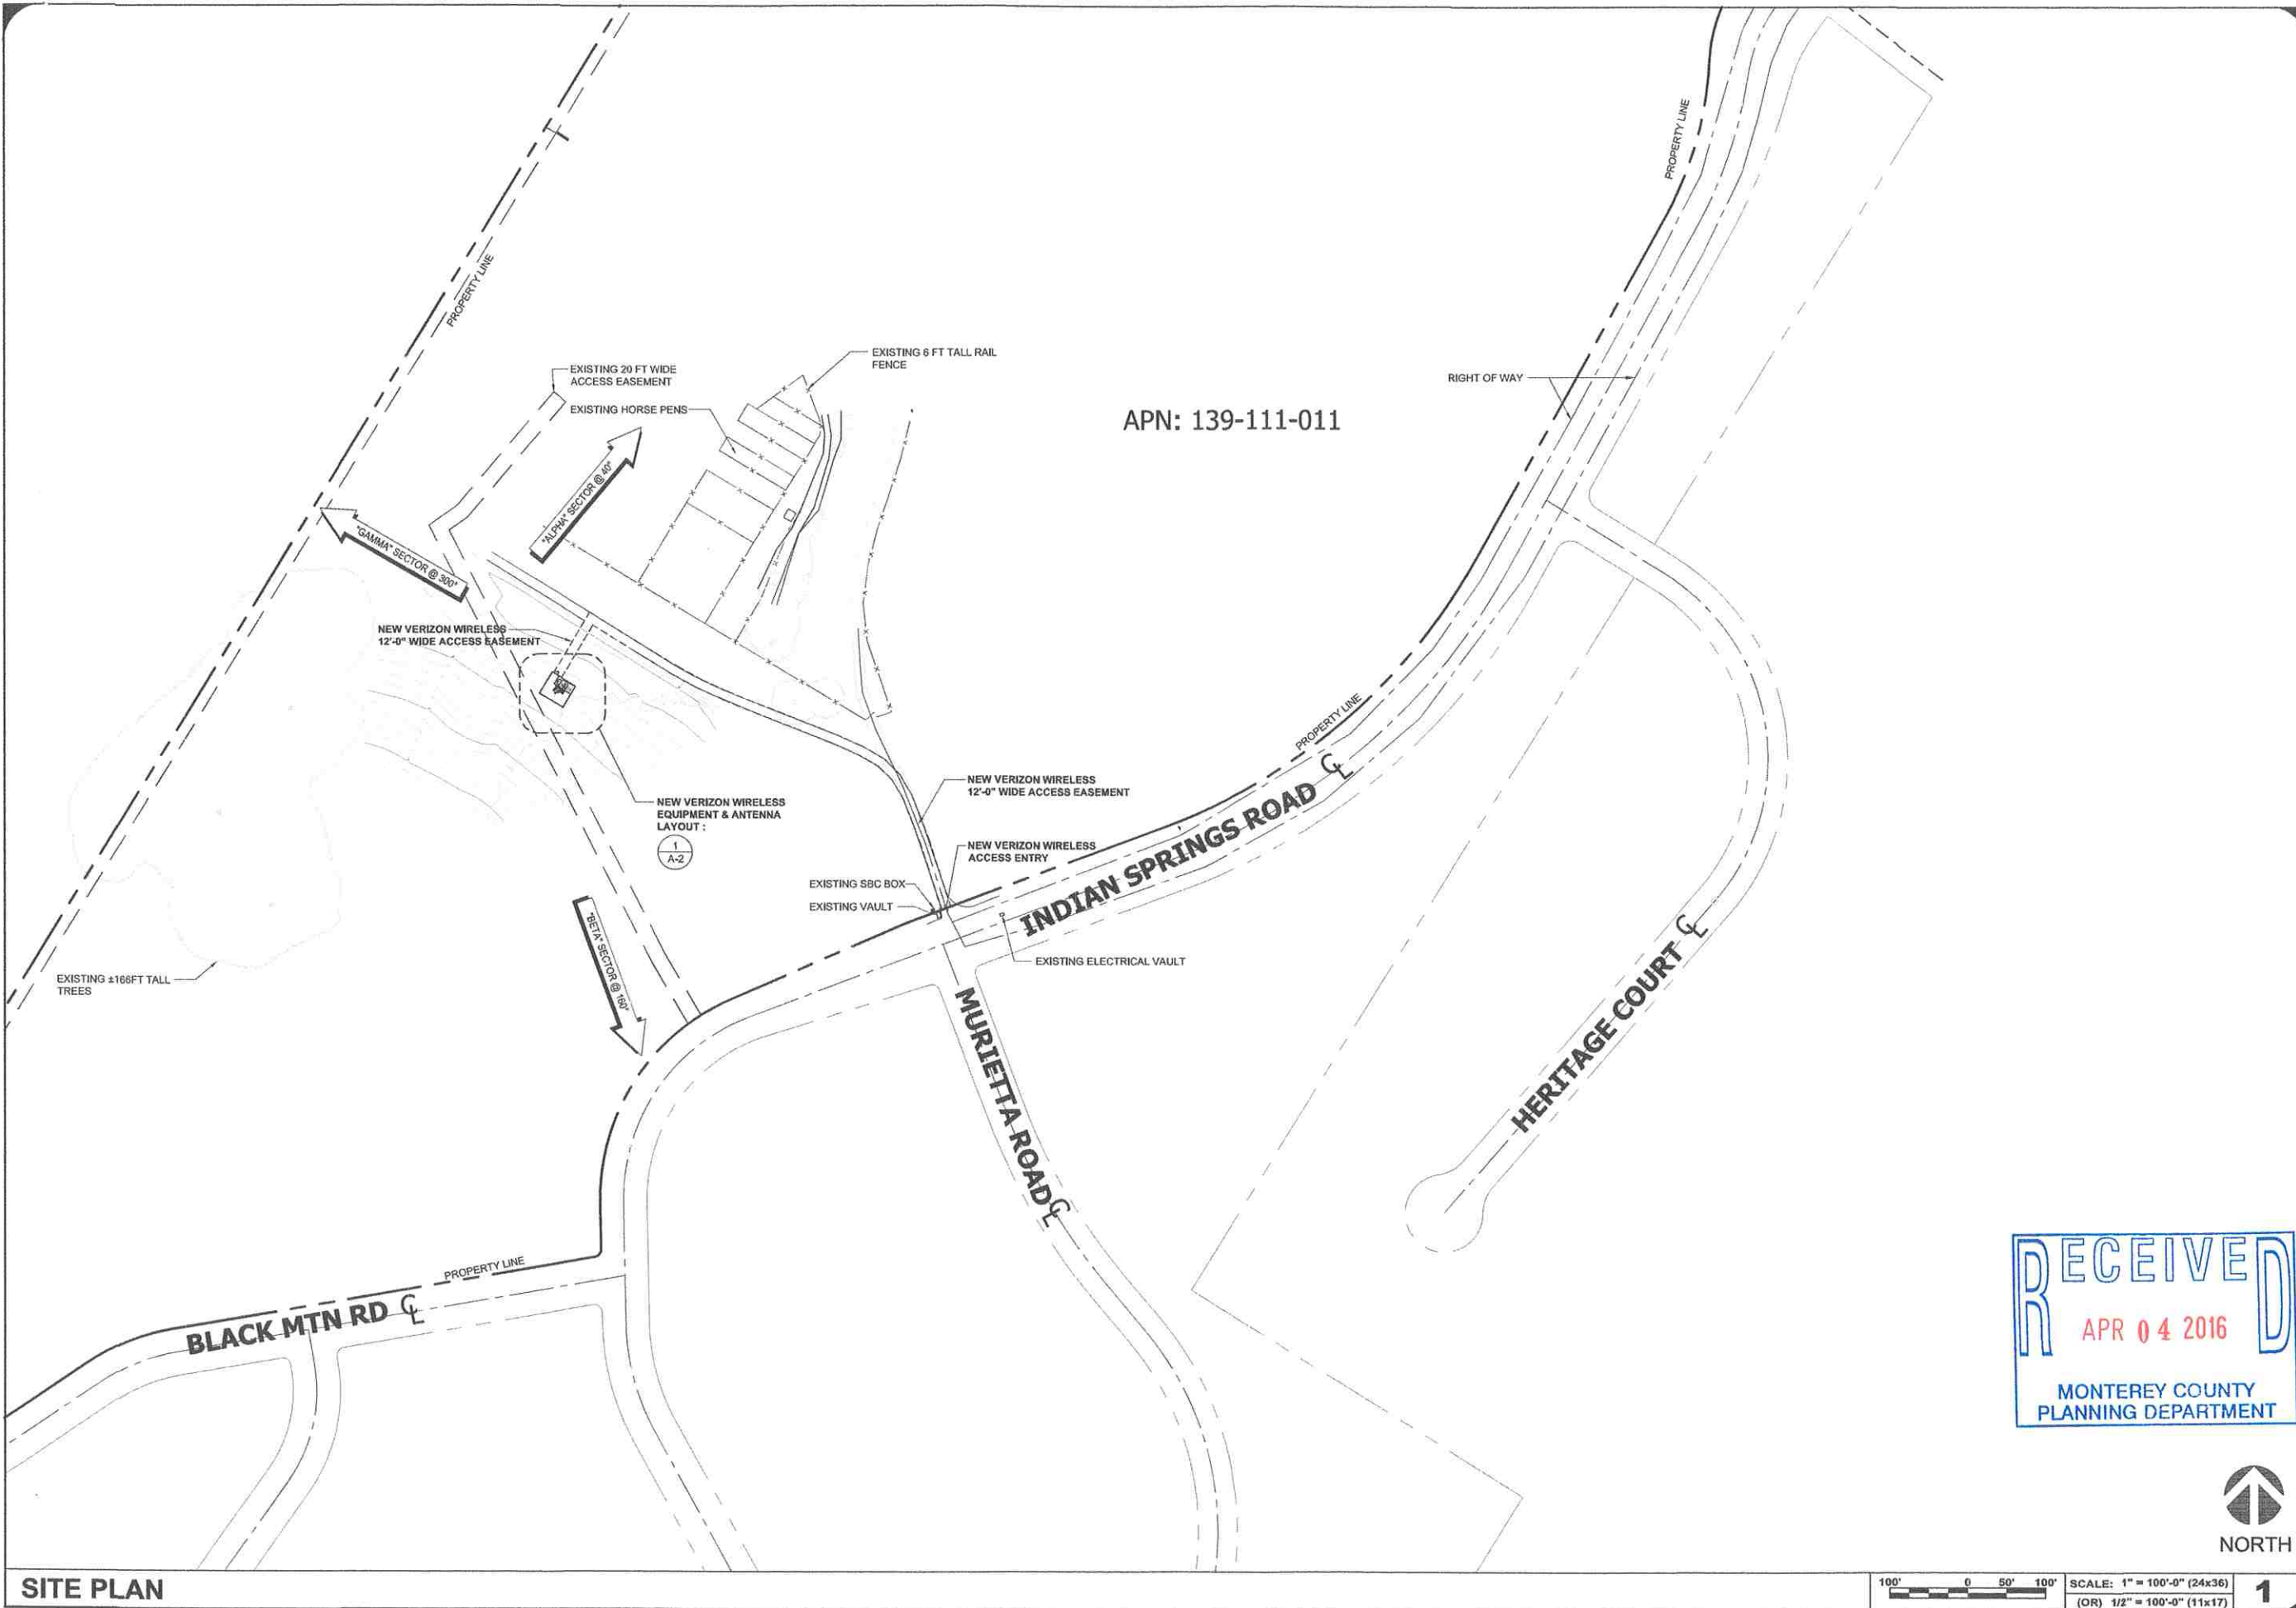 PROPERTY LINE
PROPERTY LINE
EXISTING 20 FT WIDE
ACCESS EASEMENT
EXISTING HORSE PENS
EXISTING 6 FT TALL RAIL
FENCE
APN: 139-111-011
RIGHT OF WAY
"ALPHA" SECTOR @ 40°
"GAMMA" SECTOR @ 300°
NEW VERIZON WIRELESS
12'-0" WIDE ACCESS EASEMENT
NEW VERIZON WIRELESS
EQUIPMENT & ANTENNA
LAYOUT :
1
A-2
NEW VERIZON WIRELESS
12'-0" WIDE ACCESS EASEMENT
NEW VERIZON WIRELESS
ACCESS ENTRY
EXISTING SBC BOX
EXISTING VAULT
EXISTING ELECTRICAL VAULT
PROPERTY LINE
INDIAN SPRINGS ROAD CL
"BETA" SECTOR @ 160°
EXISTING ±166FT TALL
TREES
MURIETTA ROAD CL
HERITAGE COURT CL
PROPERTY LINE
BLACK MTN RD CL
RECEIVED
APR 04 2016
MONTEREY COUNTY
PLANNING DEPARTMENT
NORTH
SITE PLAN
100' 0 50' 100'
SCALE: 1" = 100'-0" (24x36)
(OR) 1/2" = 100'-0" (11x17)
1